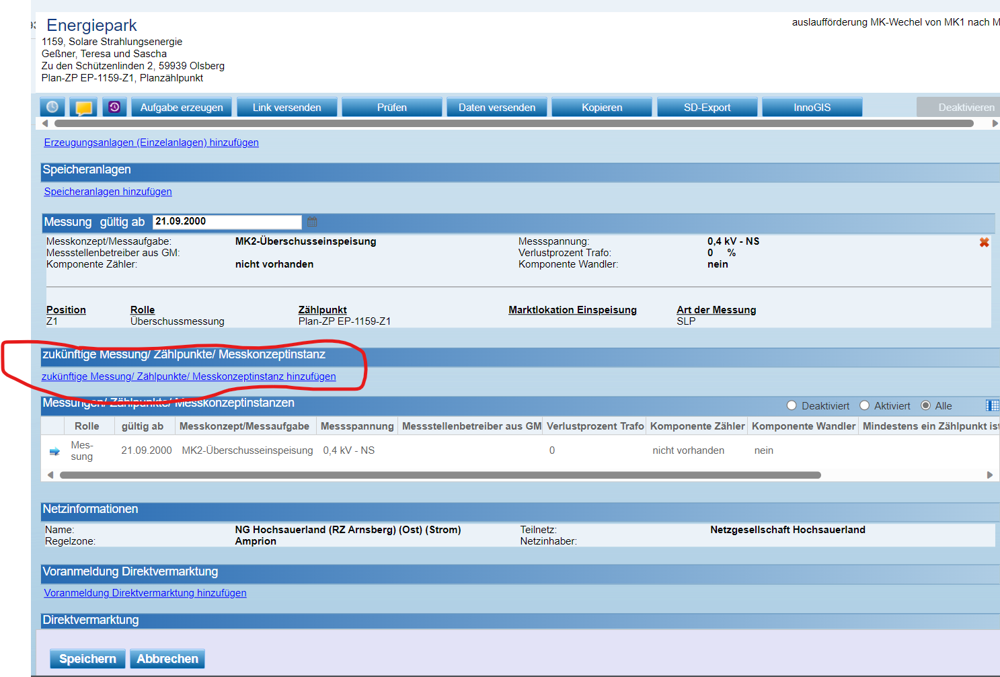 Energiepark
auslaufförderung MK-Wechel von MK1 nach M
1159, Solare Strahlungsenergie
Geßner, Teresa und Sascha
Zu den Schützenlinden 2, 59939 Olsberg
Plan-ZP EP-1159-Z1, Planzählpunkt
Aufgabe erzeugen Link versenden Prüfen Daten versenden Kopieren SD-Export InnoGIS Deaktivieren
Erzeugungsanlagen (Einzelanlagen) hinzufügen
Speicheranlagen
Speicheranlagen hinzufügen
Messung gültig ab 21.09.2000
Messkonzept/Messaufgabe: MK2-Überschusseinspeisung Messspannung: 0,4 kV - NS
Messstellenbetreiber aus GM: Verlustprozent Trafo: 0 %
Komponente Zähler: nicht vorhanden Komponente Wandler: nein
Position Rolle Zählpunkt Marktlokation Einspeisung Art der Messung
Z1 Überschussmessung Plan-ZP EP-1159-Z1 SLP
zukünftige Messung/ Zählpunkte/ Messkonzeptinstanz
zukünftige Messung/ Zählpunkte/ Messkonzeptinstanz hinzufügen
Messungen/ Zählpunkte/ Messkonzeptinstanzen Deaktiviert Aktiviert Alle
Rolle gültig ab Messkonzept/Messaufgabe Messspannung Messstellenbetreiber aus GM Verlustprozent Trafo Komponente Zähler Komponente Wandler Mindestens ein Zählpunkt ist
Mes-
sung 21.09.2000 MK2-Überschusseinspeisung 0,4 kV - NS 0 nicht vorhanden nein
Netzinformationen
Name: NG Hochsauerland (RZ Arnsberg) (Ost) (Strom) Teilnetz: Netzgesellschaft Hochsauerland
Regelzone: Amprion Netzinhaber:
Voranmeldung Direktvermarktung
Voranmeldung Direktvermarktung hinzufügen
Direktvermarktung
Speichern Abbrechen